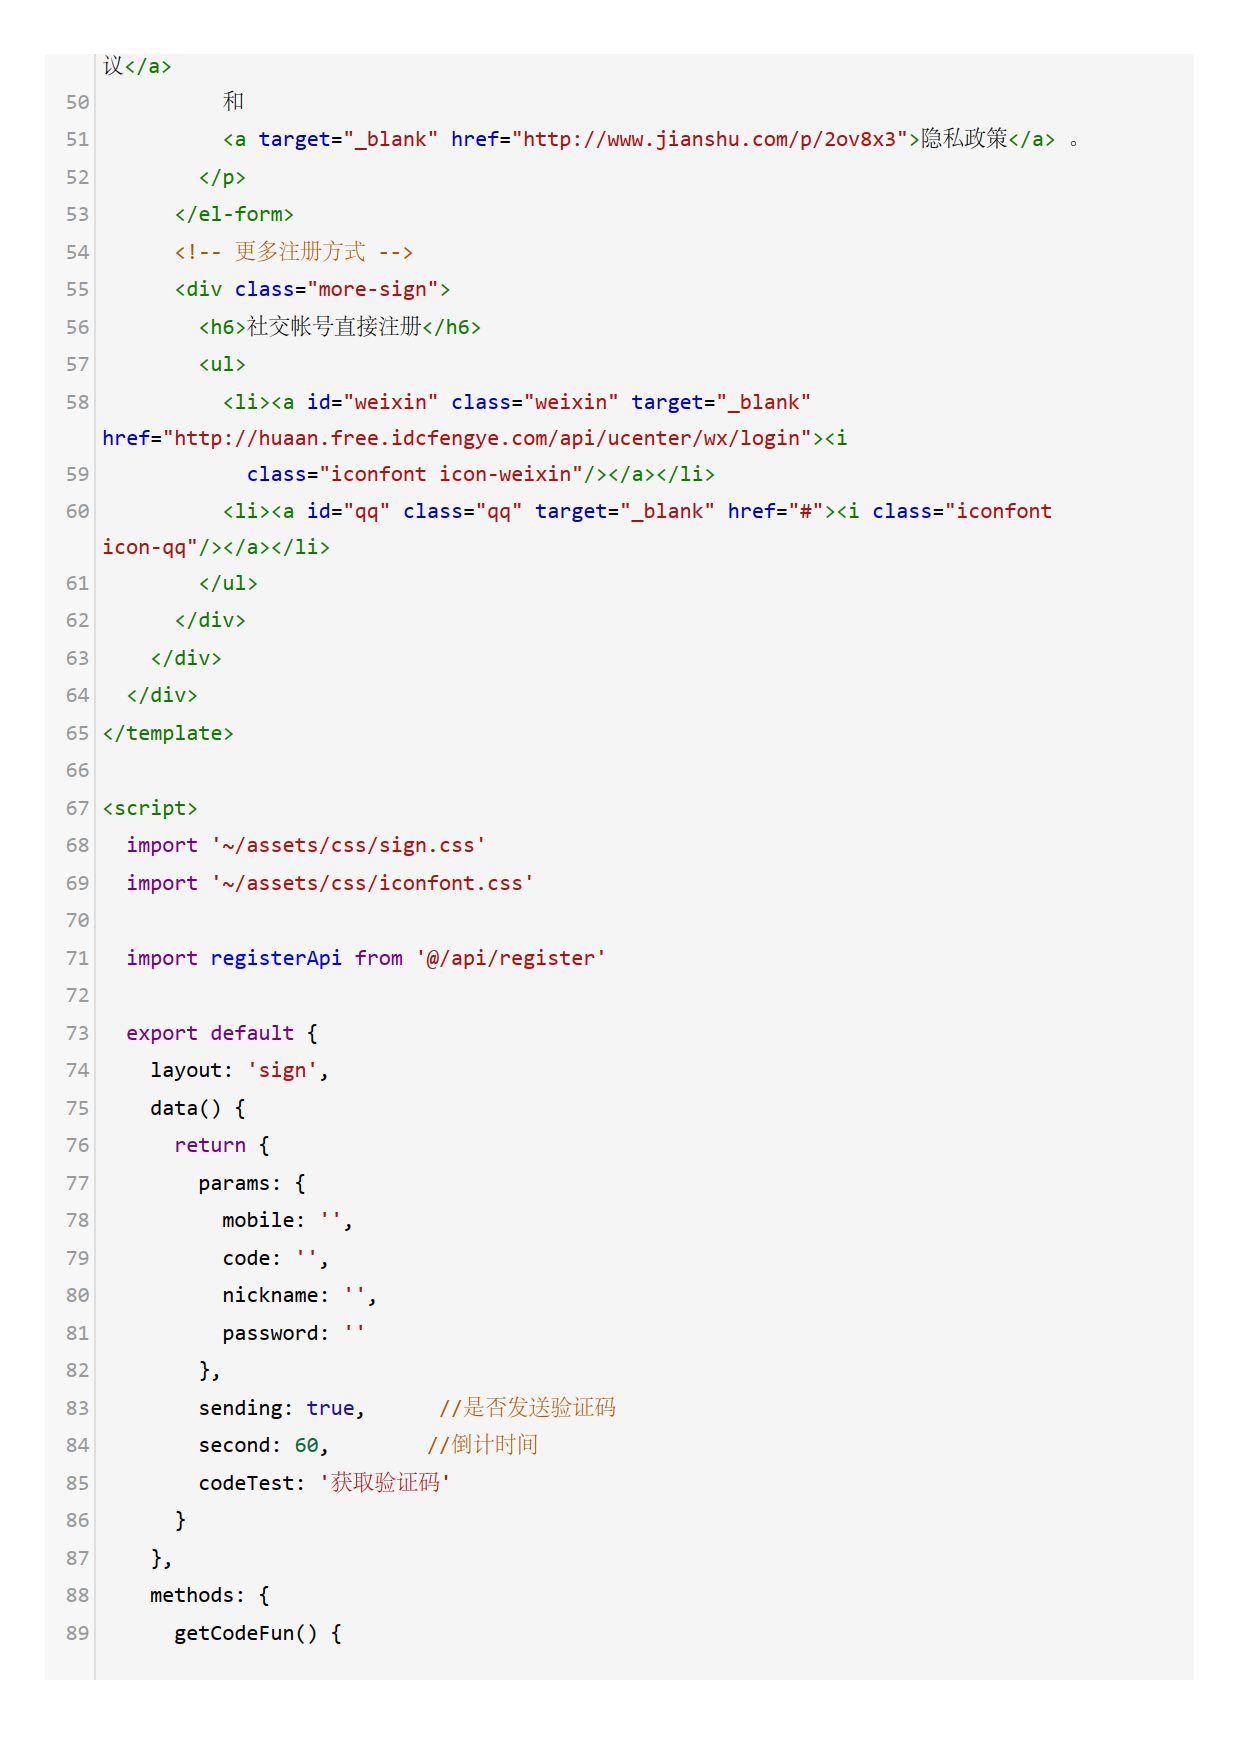 议</a>
50 和
51 <a target="_blank" href="http://www.jianshu.com/p/2ov8x3">隐私政策</a> 。
52 </p>
53 </el-form>
54 <!-- 更多注册方式 -->
55 <div class="more-sign">
56 <h6>社交帐号直接注册</h6>
57 <ul>
58 <li><a id="weixin" class="weixin" target="_blank"
href="http://huaan.free.idcfengye.com/api/ucenter/wx/login"><i
59 class="iconfont icon-weixin"/></a></li>
60 <li><a id="qq" class="qq" target="_blank" href="#"><i class="iconfont
icon-qq"/></a></li>
61 </ul>
62 </div>
63 </div>
64 </div>
65 </template>
66
67 <script>
68 import '~/assets/css/sign.css'
69 import '~/assets/css/iconfont.css'
70
71 import registerApi from '@/api/register'
72
73 export default {
74 layout: 'sign',
75 data() {
76 return {
77 params: {
78 mobile: '',
79 code: '',
80 nickname: '',
81 password: ''
82 },
83 sending: true, //是否发送验证码
84 second: 60, //倒计时间
85 codeTest: '获取验证码'
86 }
87 },
88 methods: {
89 getCodeFun() {